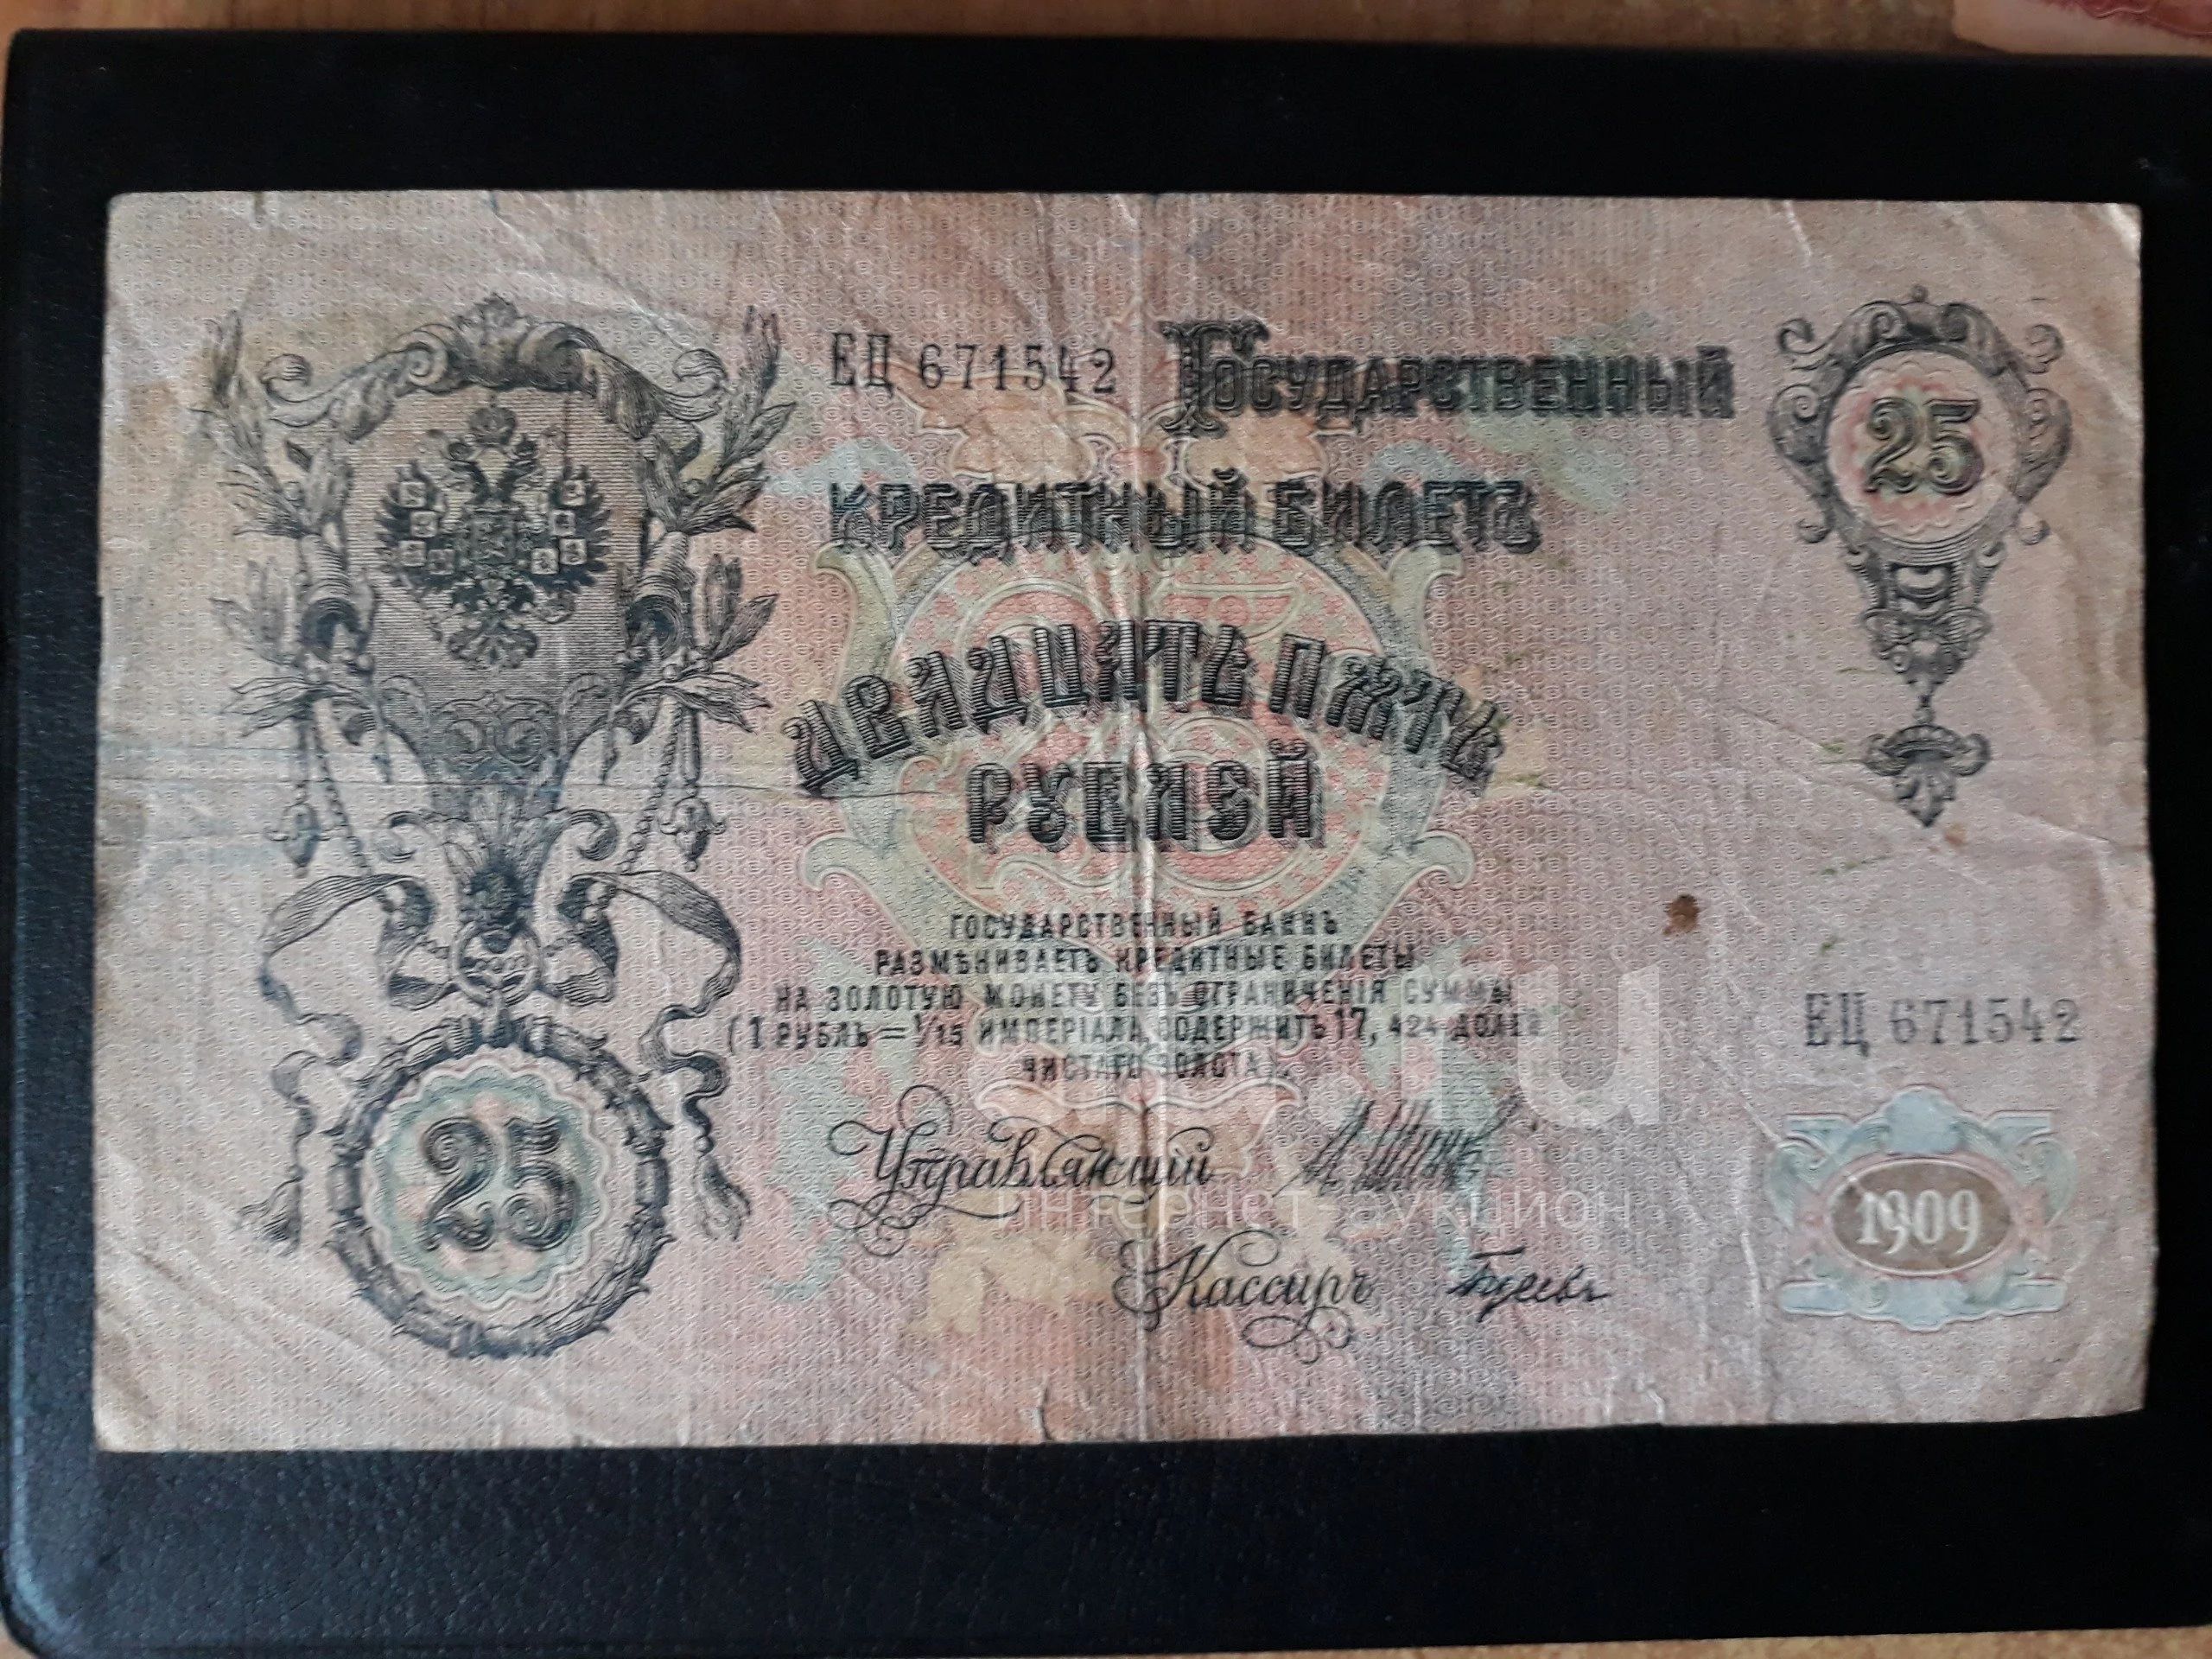 ЕЦ 671542 Государственный
25
Кредитный Билетъ
Двадцать пять
рублей
Государственный Банкъ
размѣниваетъ кредитные билеты
на золотую монету безъ ограниченія суммы
(1 рубль = 1/15 имперіала, содержитъ 17,424 долей
чистаго золота).
ЕЦ 671542
25
Управляющій
Кассиръ
1909
.ru
интернет-аукцион